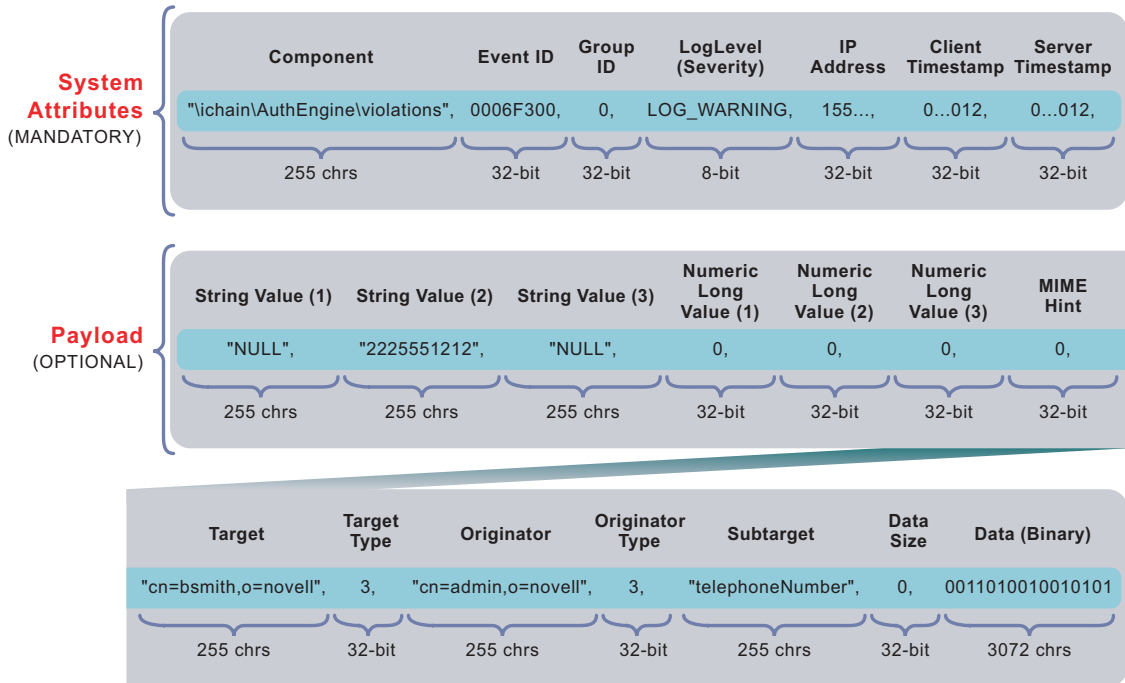 System
Attributes
(MANDATORY)
Component Event ID Group ID LogLevel (Severity) IP Address Client Timestamp Server Timestamp
"\ichain\AuthEngine\violations", 0006F300, 0, LOG_WARNING, 155..., 0...012, 0...012,
255 chrs 32-bit 32-bit 8-bit 32-bit 32-bit 32-bit
Payload
(OPTIONAL)
String Value (1) String Value (2) String Value (3) Numeric Long Value (1) Numeric Long Value (2) Numeric Long Value (3) MIME Hint
"NULL", "2225551212", "NULL", 0, 0, 0, 0,
255 chrs 255 chrs 255 chrs 32-bit 32-bit 32-bit 32-bit
Target Target Type Originator Originator Type Subtarget Data Size Data (Binary)
"cn=bsmith,o=novell", 3, "cn=admin,o=novell", 3, "telephoneNumber", 0, 0011010010010101
255 chrs 32-bit 255 chrs 32-bit 255 chrs 32-bit 3072 chrs